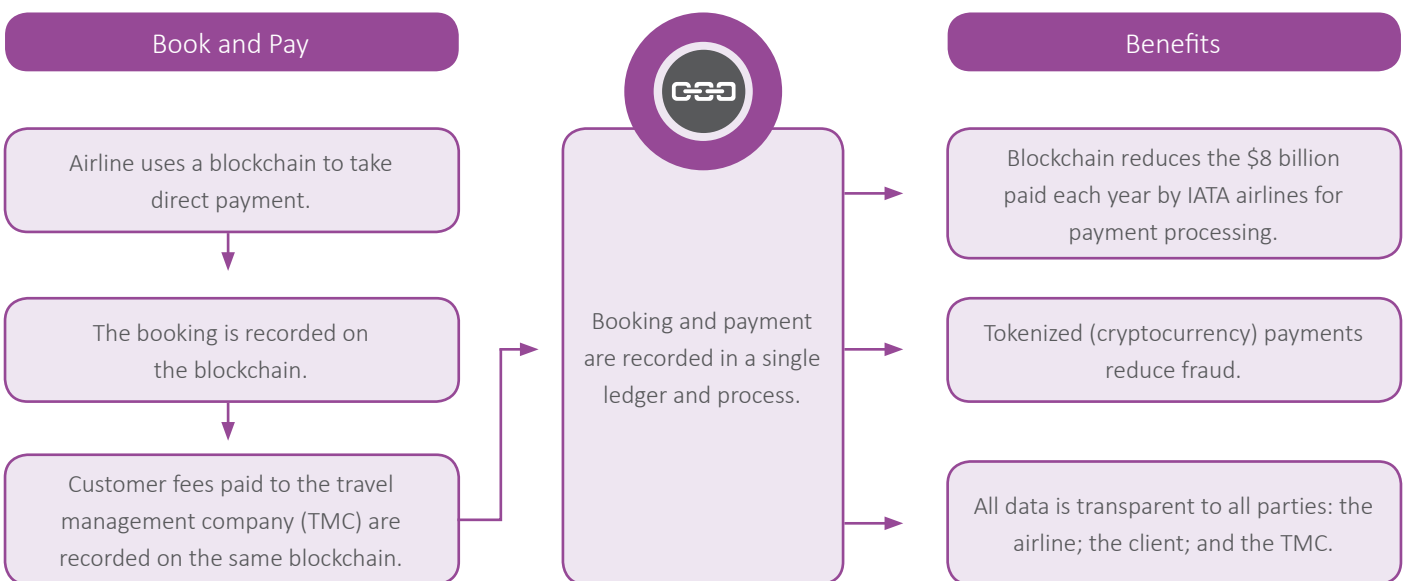 Book and Pay
Airline uses a blockchain to take
direct payment.
The booking is recorded on
the blockchain.
Customer fees paid to the travel
management company (TMC) are
recorded on the same blockchain.
Booking and payment
are recorded in a single
ledger and process.
Benefits
Blockchain reduces the $8 billion
paid each year by IATA airlines for
payment processing.
Tokenized (cryptocurrency) payments
reduce fraud.
All data is transparent to all parties: the
airline; the client; and the TMC.